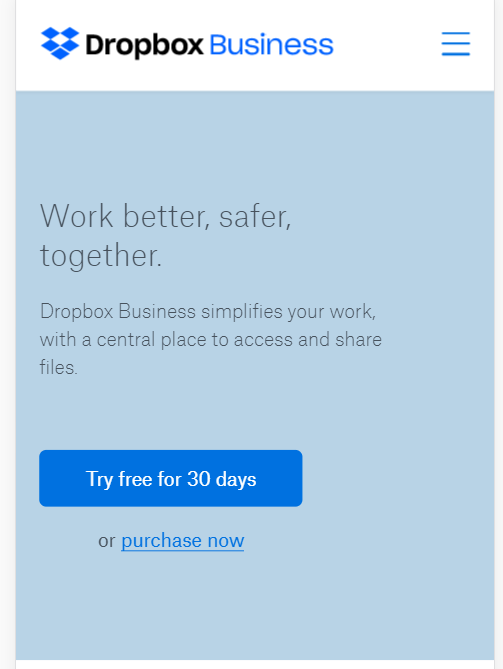 Dropbox Business
Work better, safer,
together.
Dropbox Business simplifies your work,
with a central place to access and share
files.
Try free for 30 days
or purchase now